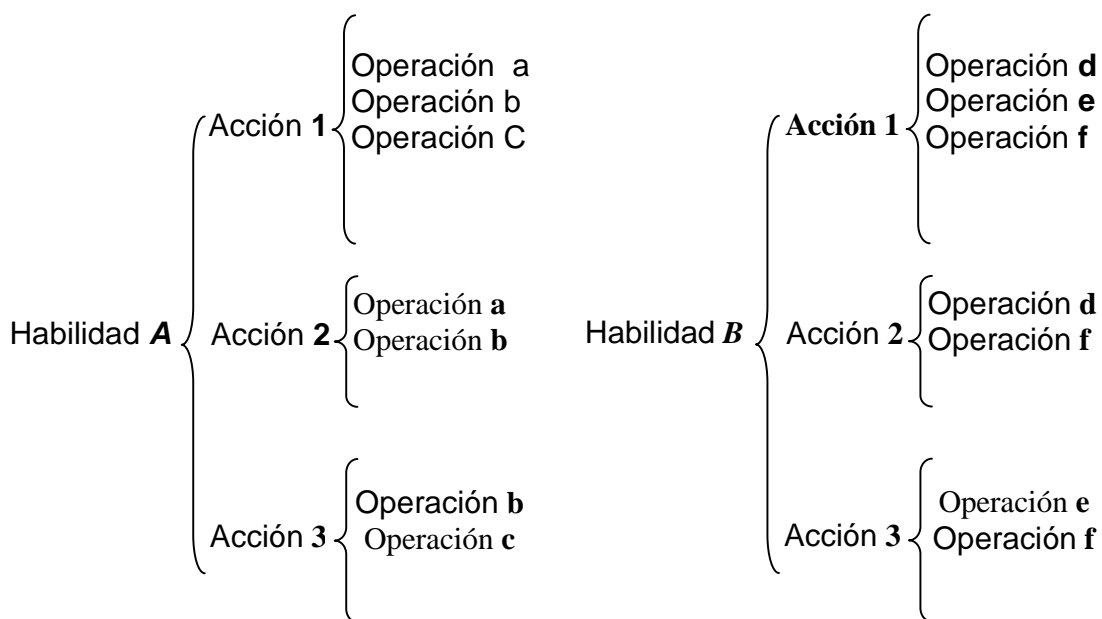 Habilidad A
Acción 1
Operación a
Operación b
Operación C
Acción 2
Operación a
Operación b
Acción 3
Operación b
Operación c
Habilidad B
Acción 1
Operación d
Operación e
Operación f
Acción 2
Operación d
Operación f
Acción 3
Operación e
Operación f